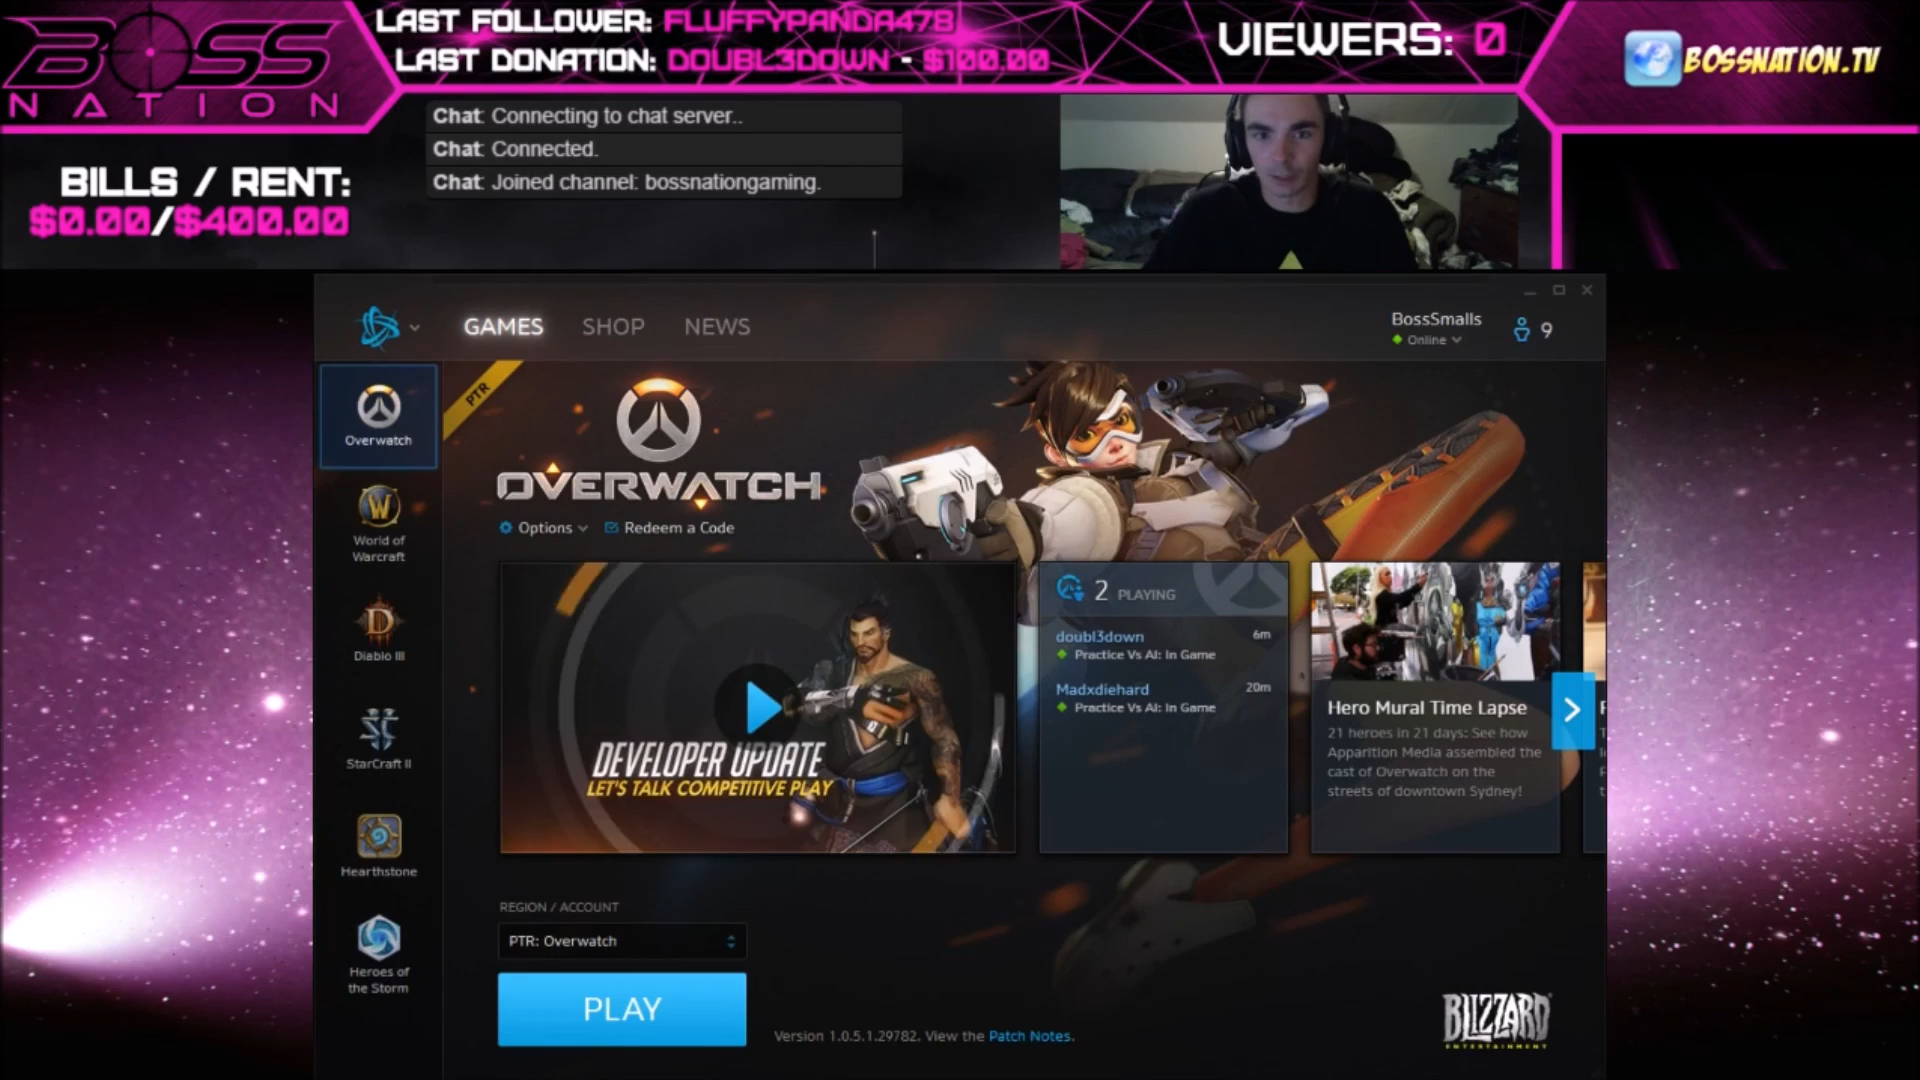 BOSS
NATION
LAST FOLLOWER: FLUFFYPANDA478
LAST DONATION: DOUBL3DOWN - $100.00
VIEWERS: 0
BOSSNATION.TV
BILLS / RENT:
$0.00/$400.00
Chat: Connecting to chat server..
Chat: Connected.
Chat: Joined channel: bossnationgaming.
GAMES SHOP NEWS
BossSmalls
Online
9
Overwatch
World of
Warcraft
Diablo III
StarCraft II
Hearthstone
Heroes of
the Storm
PTR
OVERWATCH
Options
Redeem a Code
DEVELOPER UPDATE
LET'S TALK COMPETITIVE PLAY
2 PLAYING
doubl3down 6m
Practice Vs AI: In Game
Madxdiehard 20m
Practice Vs AI: In Game
Hero Mural Time Lapse
21 heroes in 21 days: See how
Apparition Media assembled the
cast of Overwatch on the
streets of downtown Sydney!
REGION / ACCOUNT
PTR: Overwatch
PLAY
Version 1.0.5.1.29782. View the Patch Notes.
BLIZZARD
ENTERTAINMENT